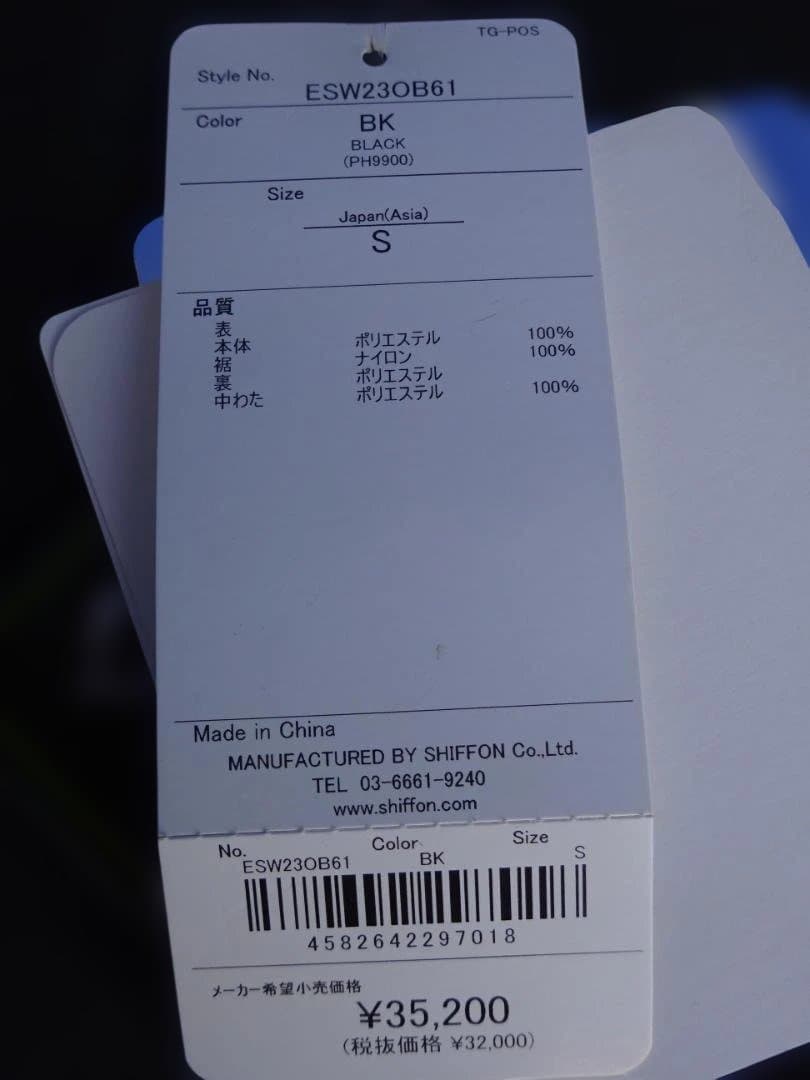 TG-POS
Style No. ESW23OB61
Color BK
BLACK
(PH9900)
Size
Japan(Asia)
S
品質
表
本体 ポリエステル 100%
裾 ナイロン 100%
裏 ポリエステル
中わた ポリエステル 100%
Made in China
MANUFACTURED BY SHIFFON Co.,Ltd.
TEL 03-6661-9240
www.shiffon.com
No. Color Size
ESW23OB61 BK S
4582642297018
メーカー希望小売価格
¥35,200
(税抜価格 ¥32,000)